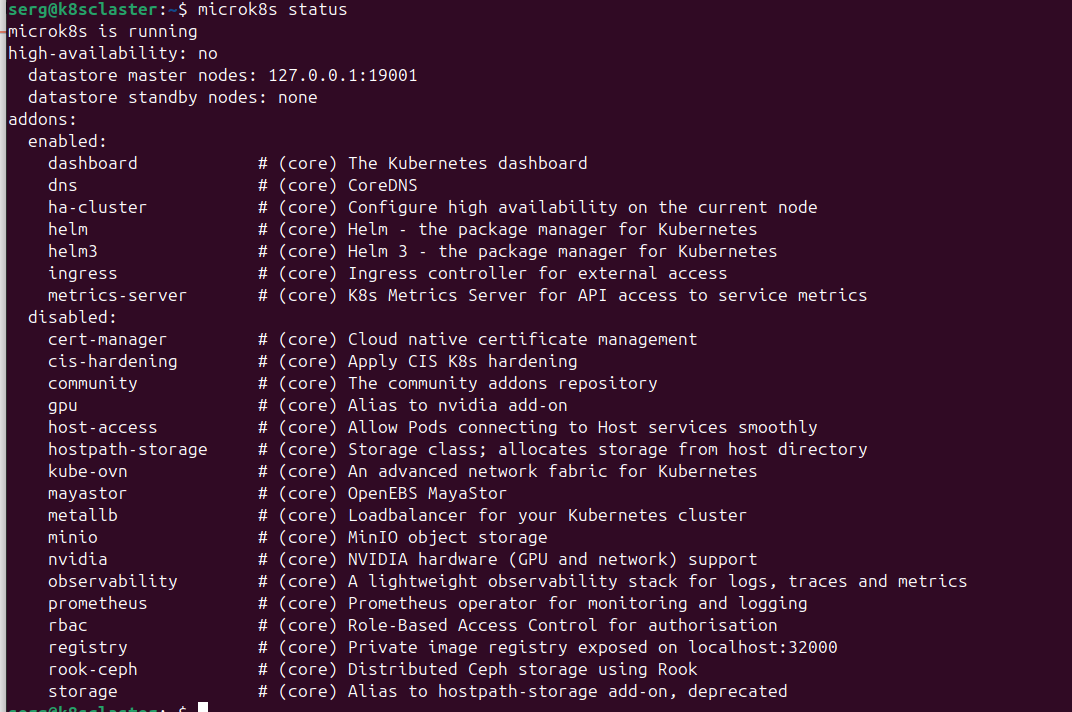 serg@k8sclaster:~$ microk8s status
microk8s is running
high-availability: no
  datastore master nodes: 127.0.0.1:19001
  datastore standby nodes: none
addons:
  enabled:
    dashboard            # (core) The Kubernetes dashboard
    dns                  # (core) CoreDNS
    ha-cluster           # (core) Configure high availability on the current node
    helm                 # (core) Helm - the package manager for Kubernetes
    helm3                # (core) Helm 3 - the package manager for Kubernetes
    ingress              # (core) Ingress controller for external access
    metrics-server       # (core) K8s Metrics Server for API access to service metrics
  disabled:
    cert-manager         # (core) Cloud native certificate management
    cis-hardening        # (core) Apply CIS K8s hardening
    community            # (core) The community addons repository
    gpu                  # (core) Alias to nvidia add-on
    host-access          # (core) Allow Pods connecting to Host services smoothly
    hostpath-storage     # (core) Storage class; allocates storage from host directory
    kube-ovn             # (core) An advanced network fabric for Kubernetes
    mayastor             # (core) OpenEBS MayaStor
    metallb              # (core) Loadbalancer for your Kubernetes cluster
    minio                # (core) MinIO object storage
    nvidia               # (core) NVIDIA hardware (GPU and network) support
    observability        # (core) A lightweight observability stack for logs, traces and metrics
    prometheus           # (core) Prometheus operator for monitoring and logging
    rbac                 # (core) Role-Based Access Control for authorisation
    registry             # (core) Private image registry exposed on localhost:32000
    rook-ceph            # (core) Distributed Ceph storage using Rook
    storage              # (core) Alias to hostpath-storage add-on, deprecated
serg@k8sclaster:~$